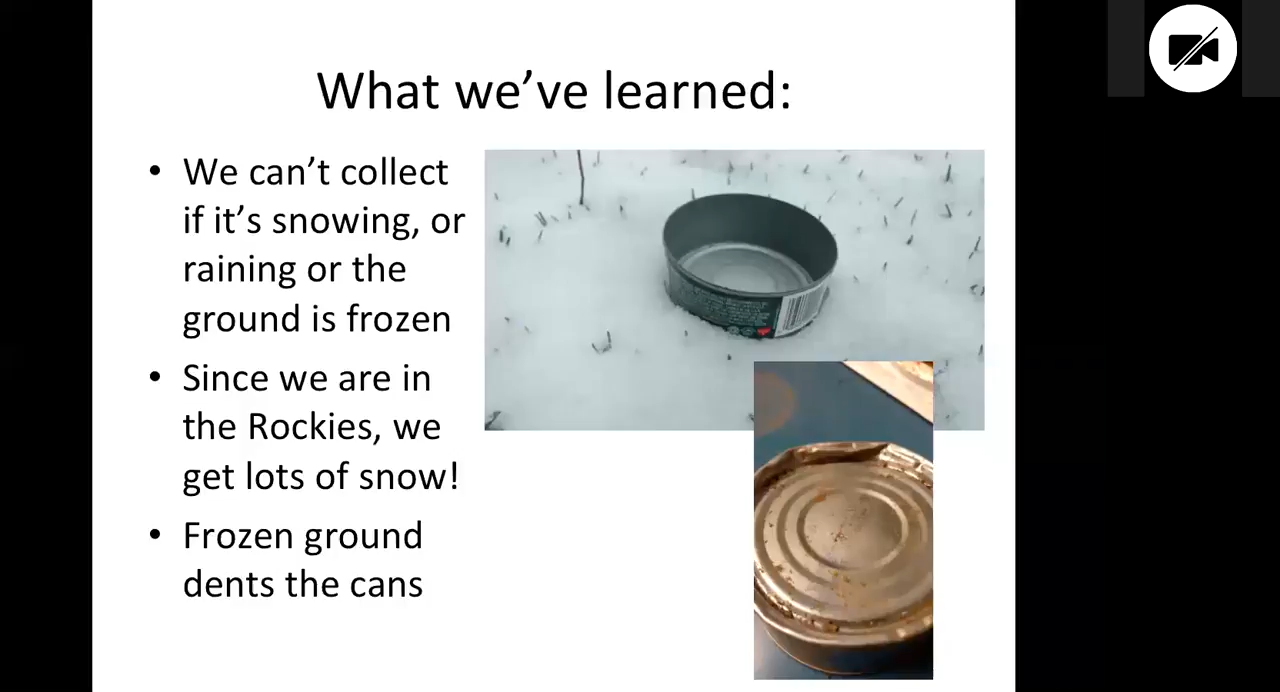 What we’ve learned:
• We can’t collect
if it’s snowing, or
raining or the
ground is frozen
• Since we are in
the Rockies, we
get lots of snow!
• Frozen ground
dents the cans